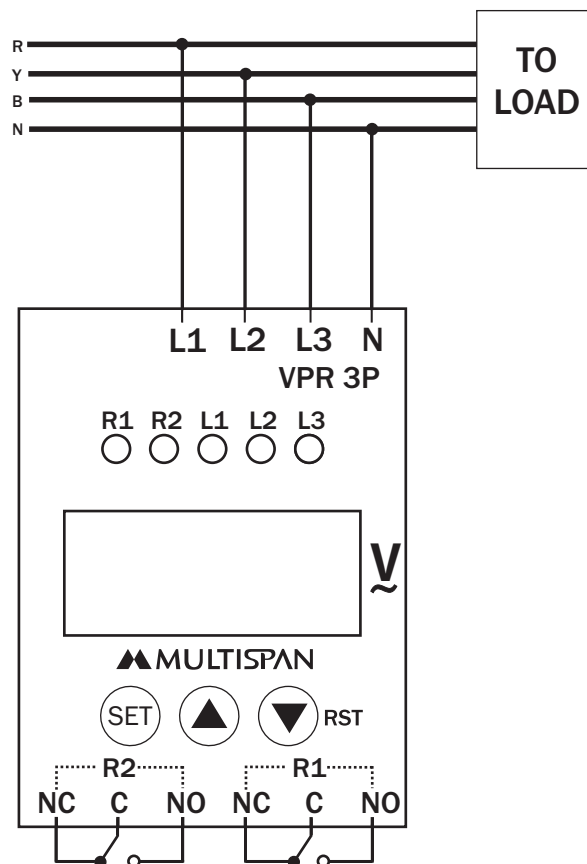 R
Y
B
N
TO
LOAD
L1 L2 L3 N
VPR 3P
R1 R2 L1 L2 L3
V
MULTISPAN
SET RST
R2 R1
NC C NO NC C NO